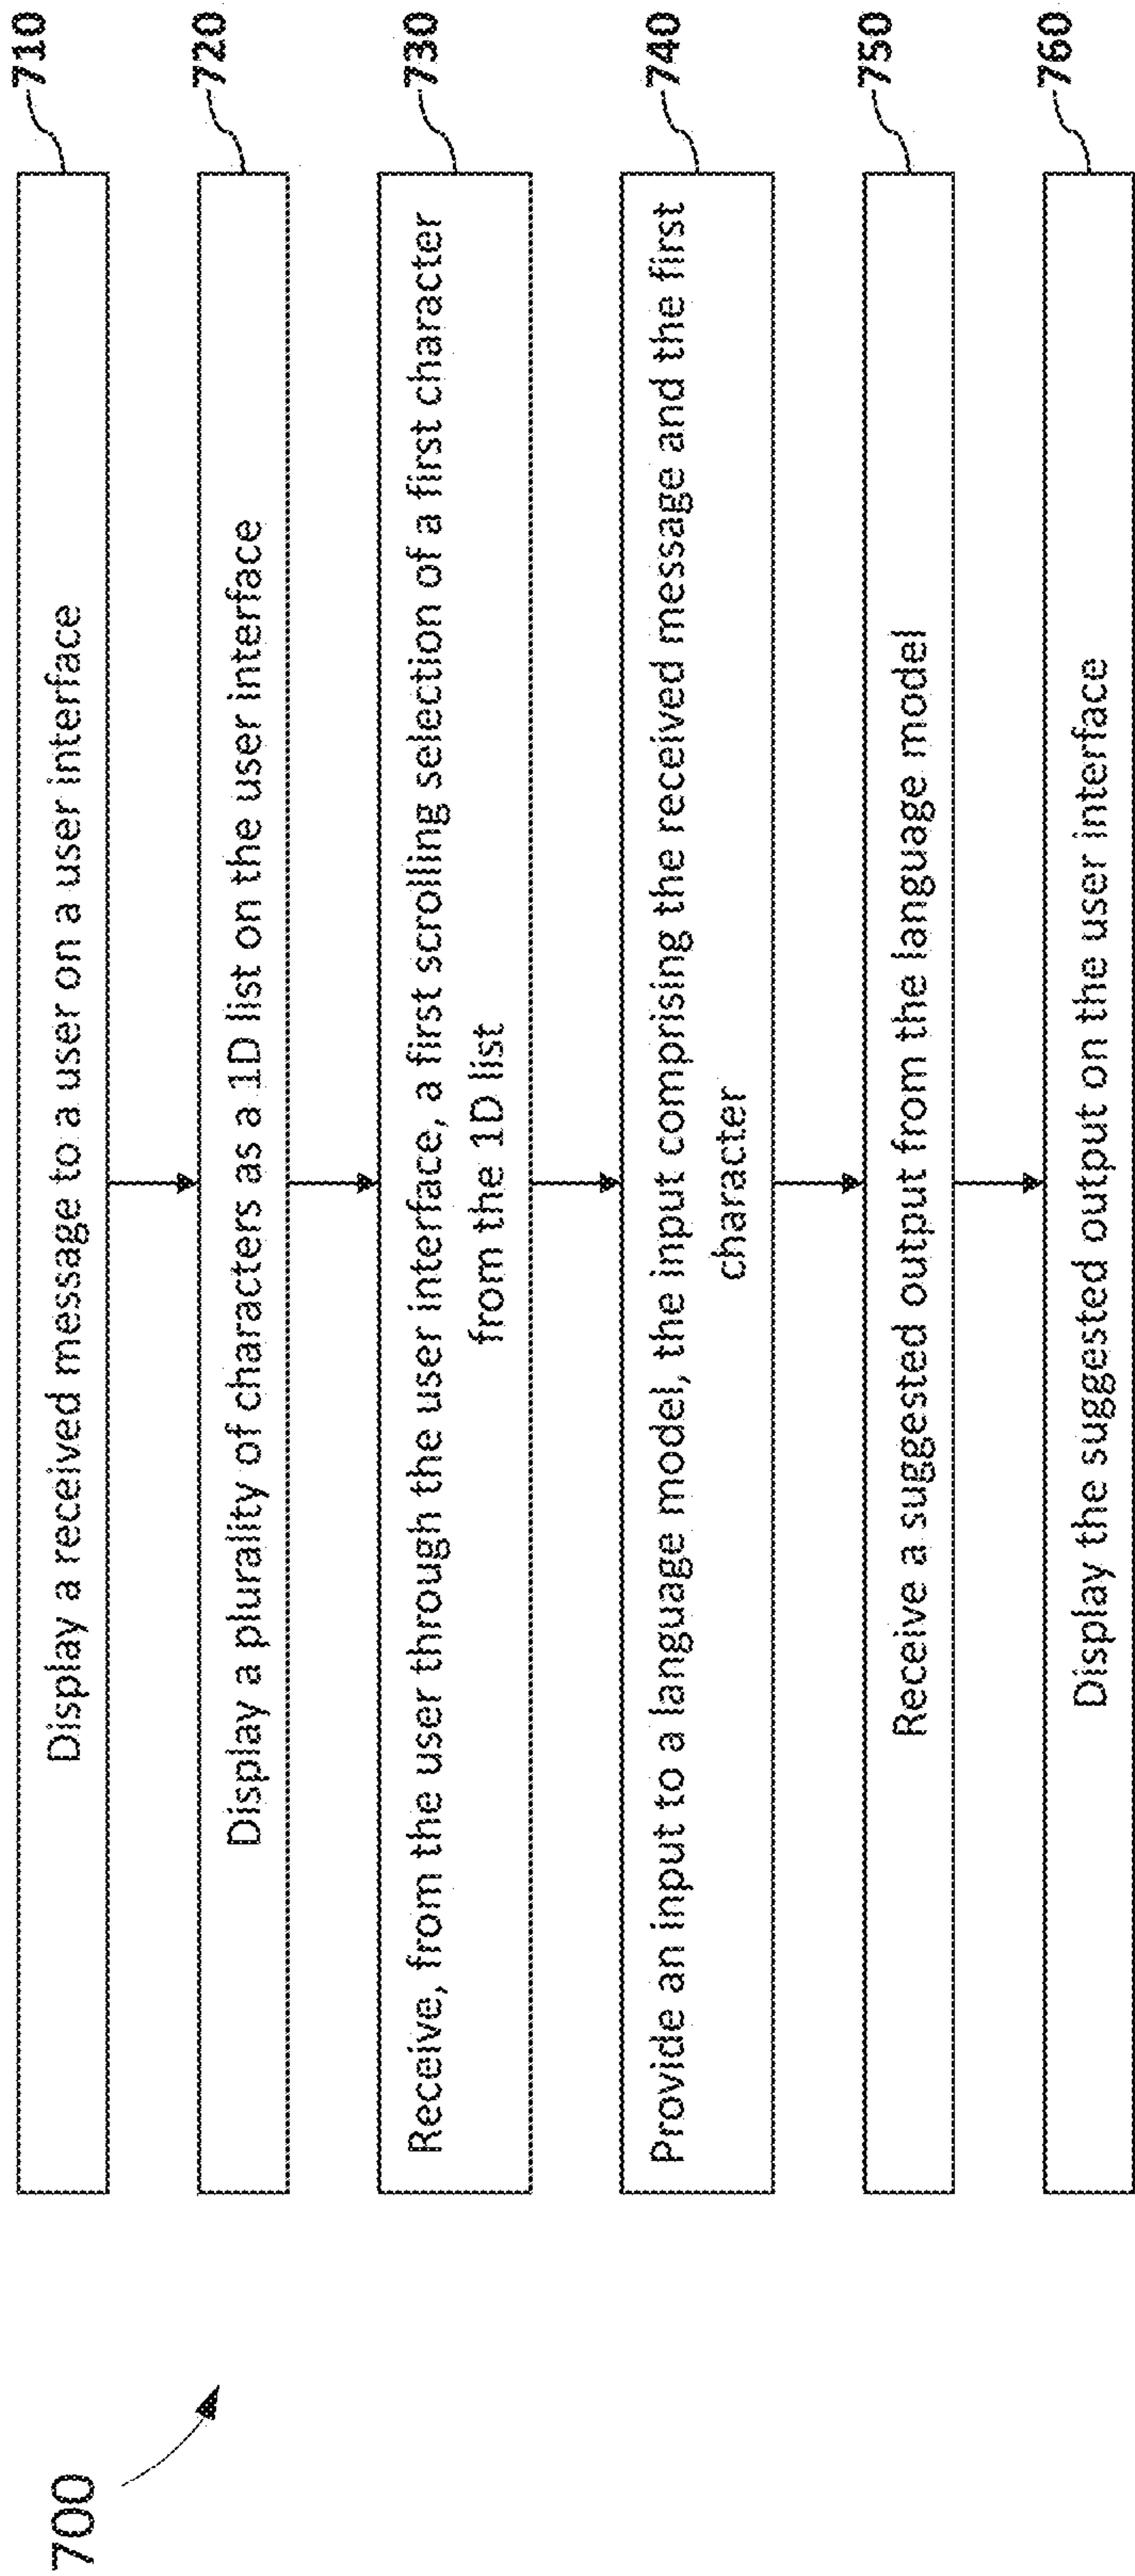 700
Display a received message to a user on a user interface
710
Display a plurality of characters as a 1D list on the user interface
720
Receive, from the user through the user interface, a first scrolling selection of a first character
from the 1D list
730
Provide an input to a language model, the input comprising the received message and the first
character
740
Receive a suggested output from the language model
750
Display the suggested output on the user interface
760